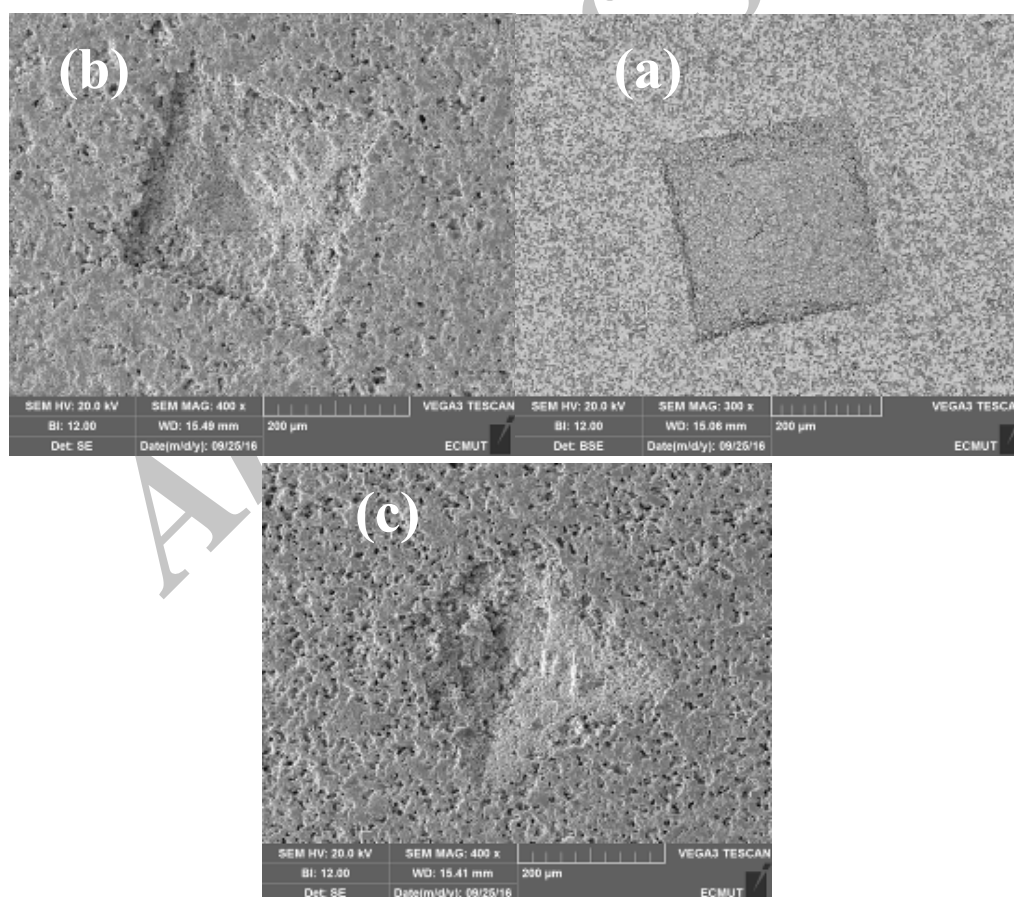 (b)
SEM HV: 20.0 kV SEM MAG: 400 x VEGA3 TESCAN
BI: 12.00 WD: 15.49 mm 200 µm
Det: SE Date(m/d/y): 09/25/16 ECMUT
(a)
SEM HV: 20.0 kV SEM MAG: 300 x VEGA3 TESCA
BI: 12.00 WD: 15.06 mm 200 µm
Det: BSE Date(m/d/y): 09/25/16 ECMUT
(c)
SEM HV: 20.0 kV SEM MAG: 400 x VEGA3 TESCAN
BI: 12.00 WD: 15.41 mm 200 µm
Det: SE Date(m/d/y): 09/25/16 ECMUT